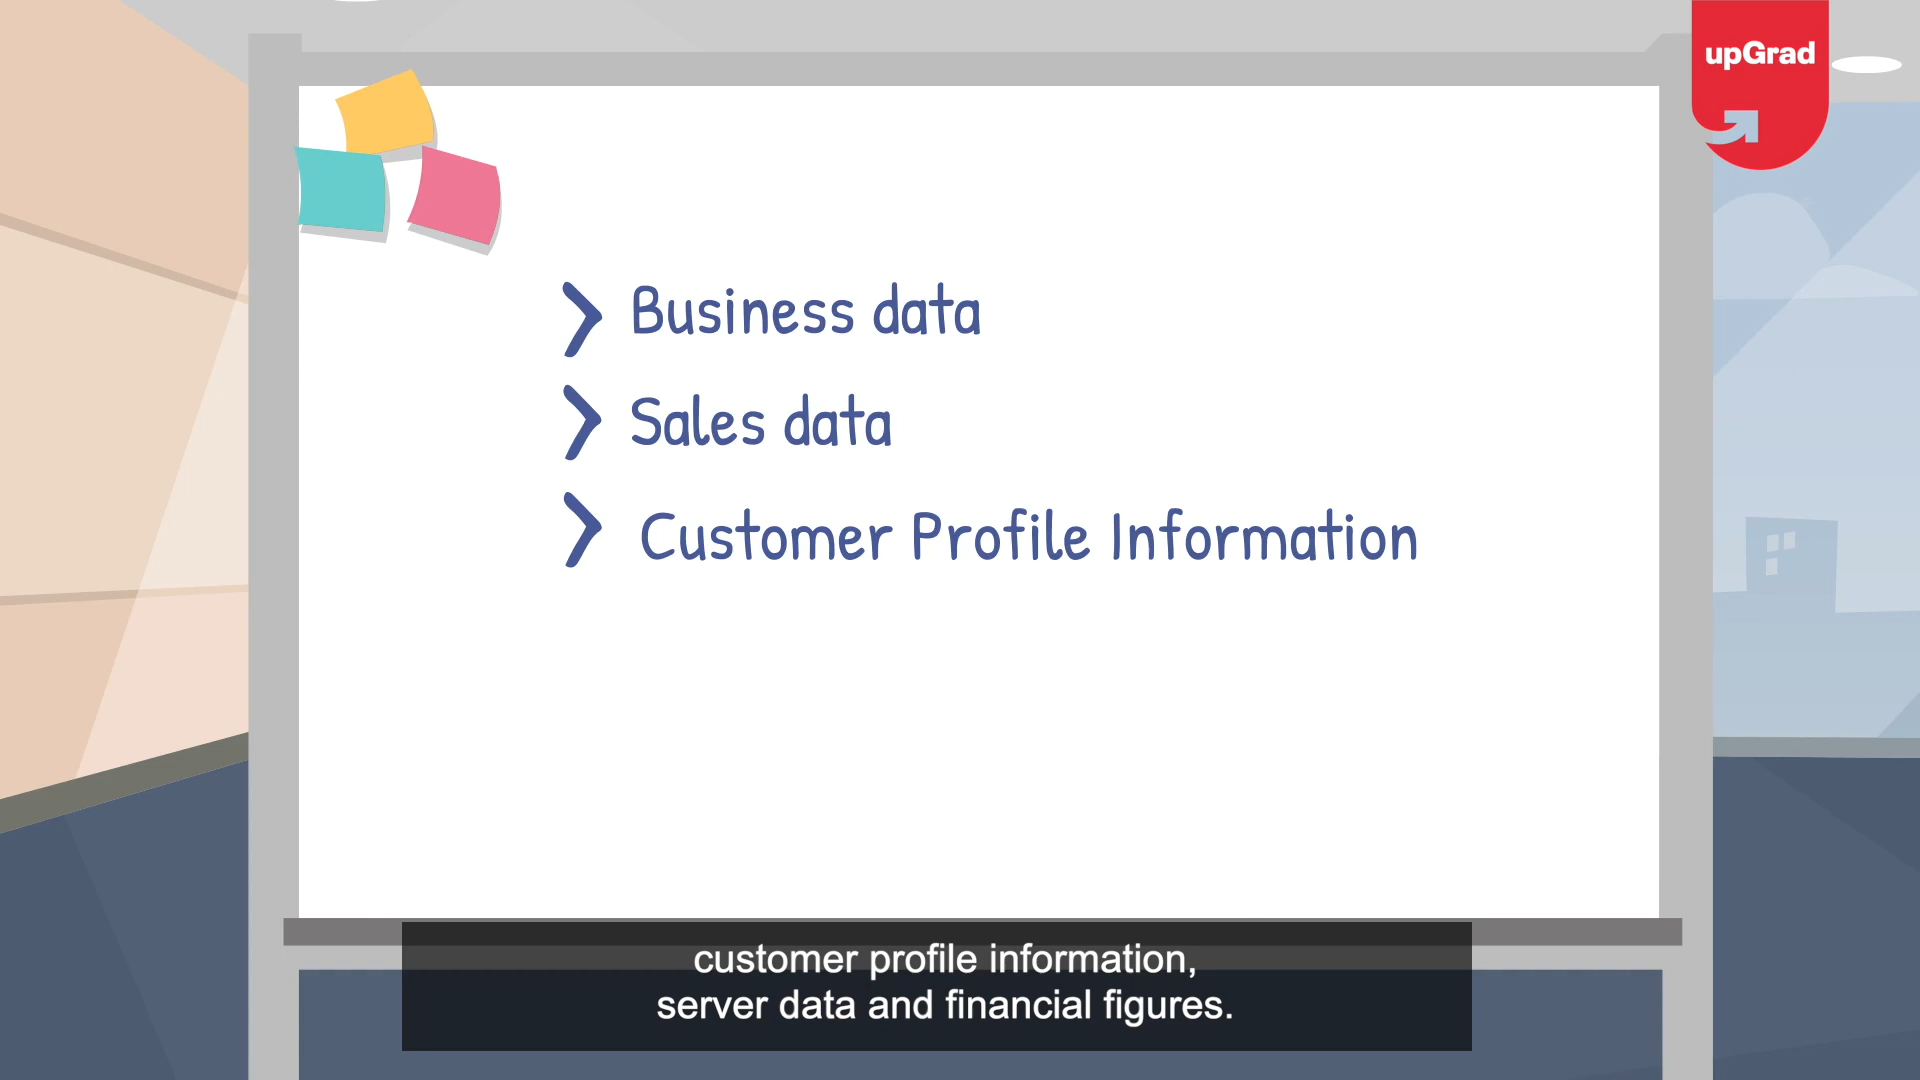 upGrad
Business data
Sales data
Customer Profile Information
customer profile information,
server data and financial figures.